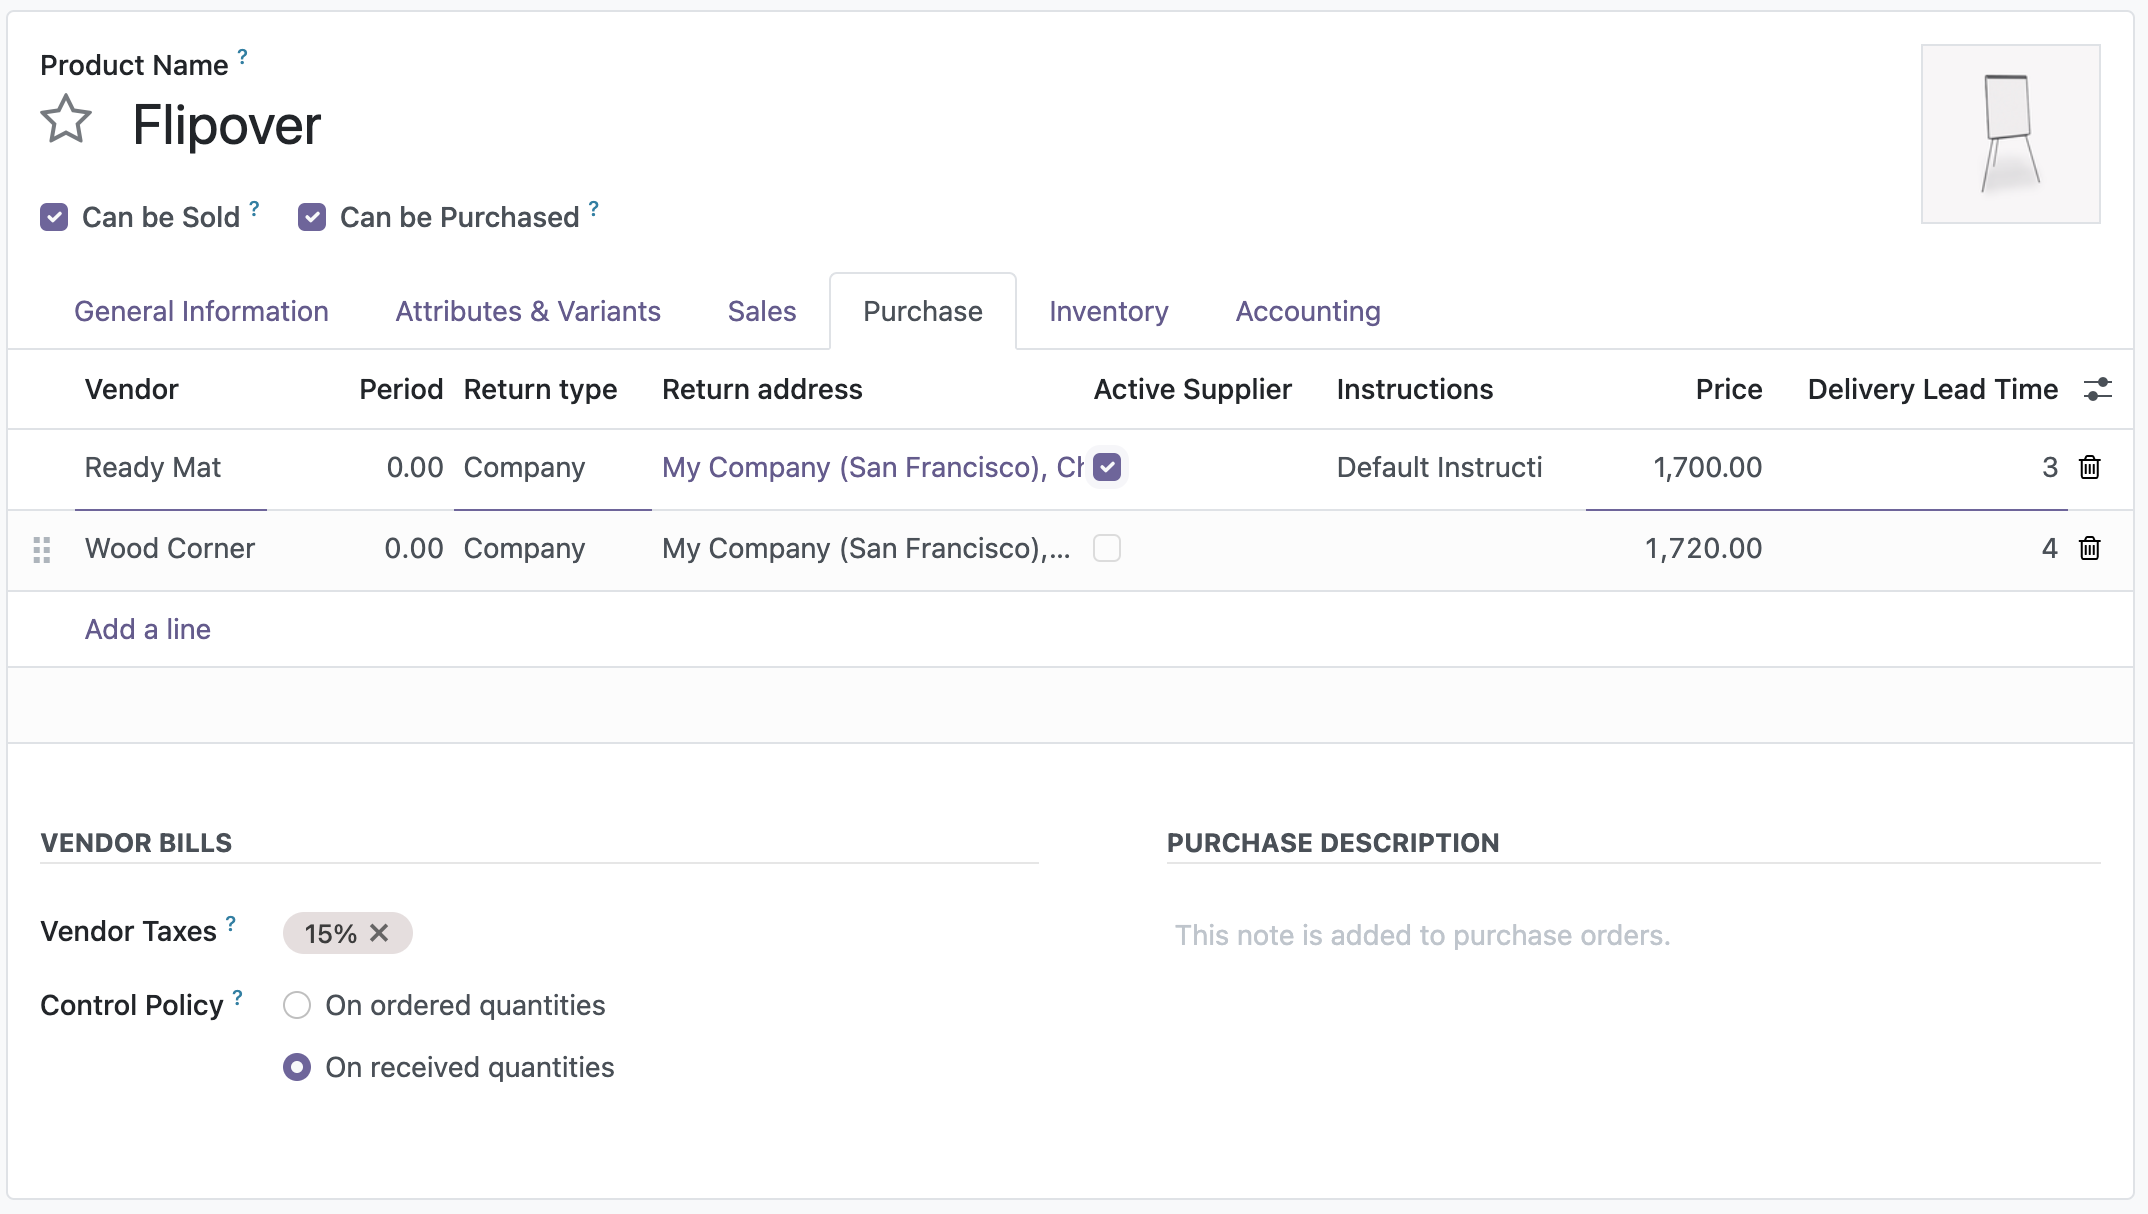 Product Name ?
Flipover
Can be Sold ? Can be Purchased ?
General Information Attributes & Variants Sales Purchase Inventory Accounting
Vendor Period Return type Return address Active Supplier Instructions Price Delivery Lead Time
Ready Mat 0.00 Company My Company (San Francisco), Ch Default Instructi 1,700.00 3
Wood Corner 0.00 Company My Company (San Francisco),... 1,720.00 4
Add a line
VENDOR BILLS
Vendor Taxes ? 15%
Control Policy ? On ordered quantities
On received quantities
PURCHASE DESCRIPTION
This note is added to purchase orders.